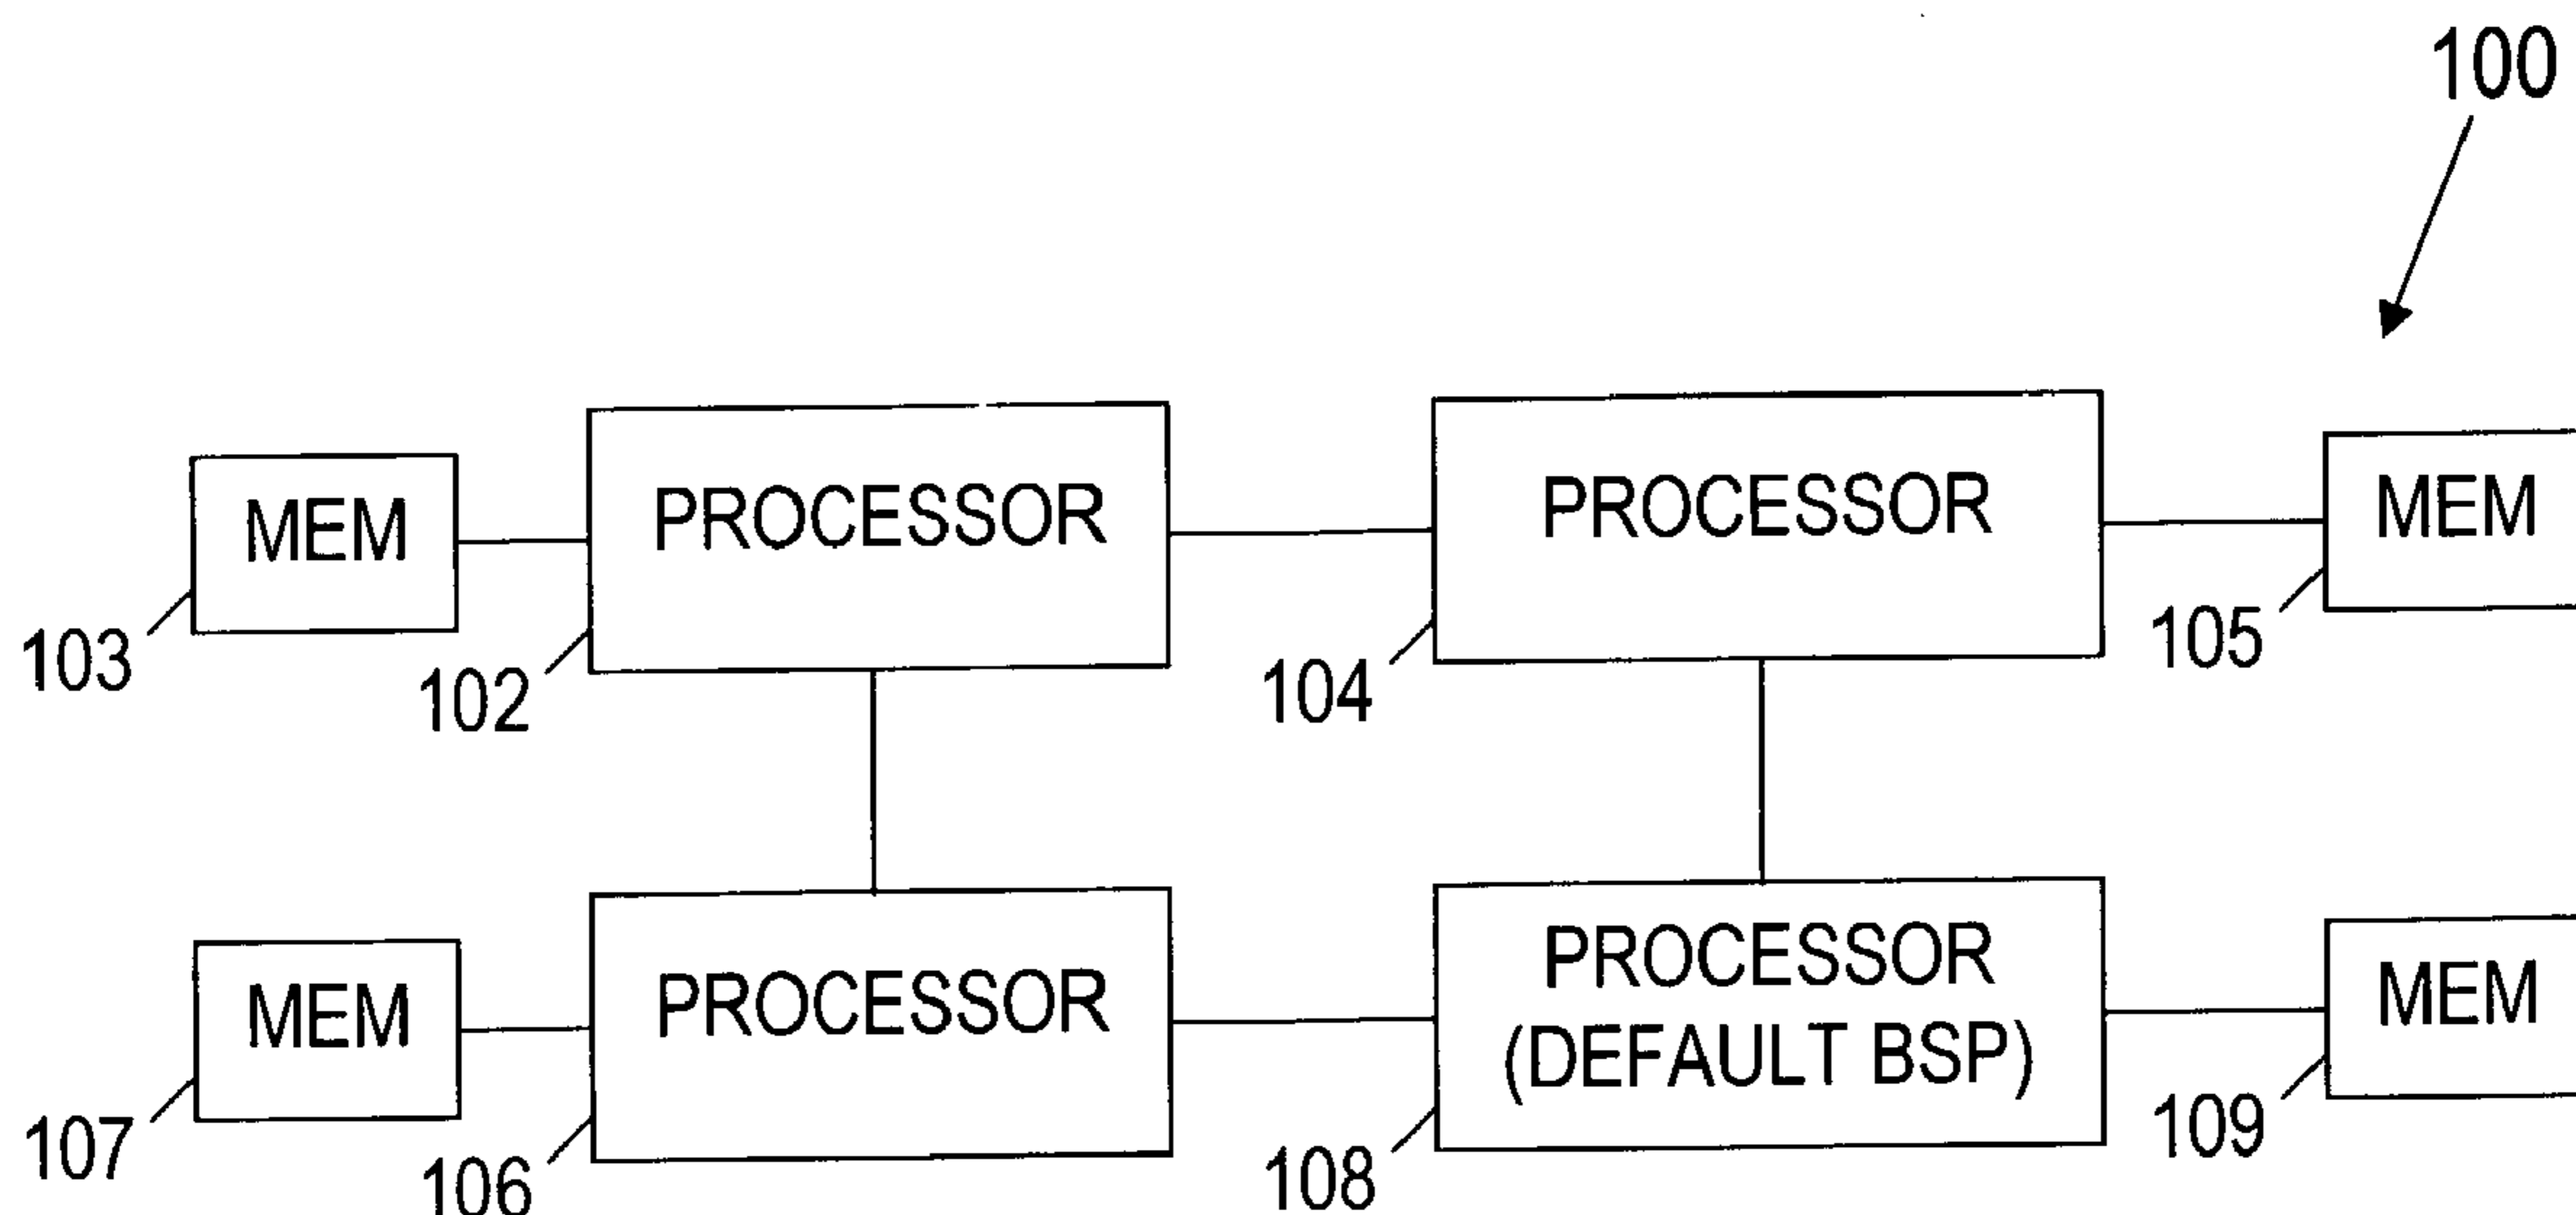 100
MEM
PROCESSOR
PROCESSOR
MEM
103
102
104
105
MEM
PROCESSOR
PROCESSOR
(DEFAULT BSP)
MEM
107
106
108
109